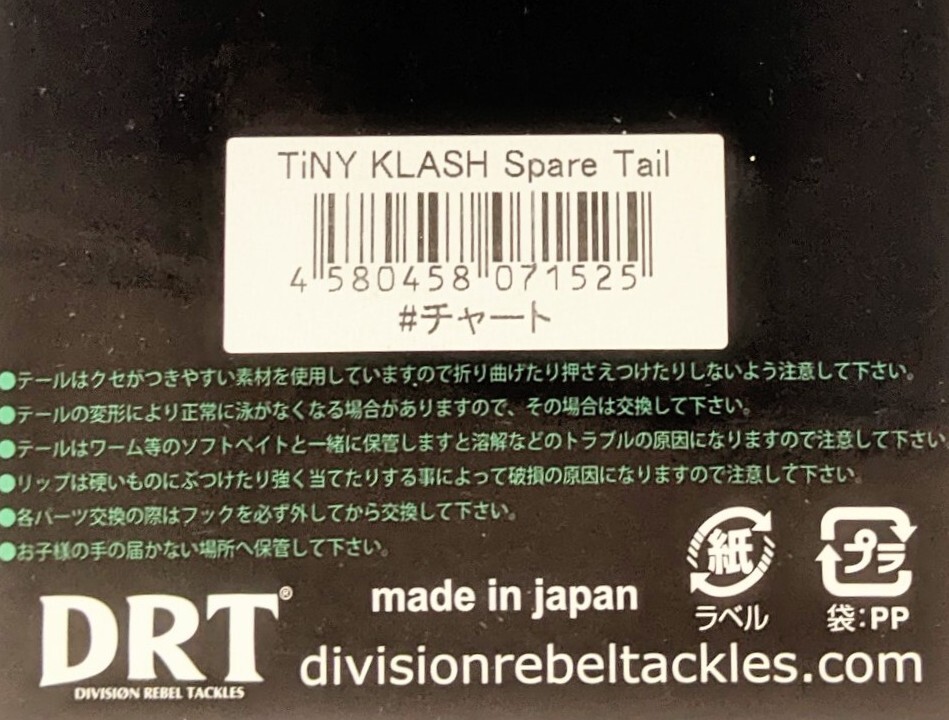 TiNY KLASH Spare Tail
4 580458 071525
#チャート
●テールはクセがつきやすい素材を使用していますので折り曲げたり押さえつけたりしないよう注意して下さい。
●テールの変形により正常に泳がなくなる場合がありますので、その場合は交換して下さい。
●テールはワーム等のソフトベイトと一緒に保管しますと溶解などのトラブルの原因になりますので注意して下さい
●リップは硬いものにぶつけたり強く当てたりする事によって破損の原因になりますので注意して下さい。
●各パーツ交換の際はフックを必ず外してから交換して下さい。
●お子様の手の届かない場所へ保管して下さい。
紙 プラ
ラベル 袋:PP
DRT® made in japan
DIVISION REBEL TACKLES
divisionrebeltackles.com